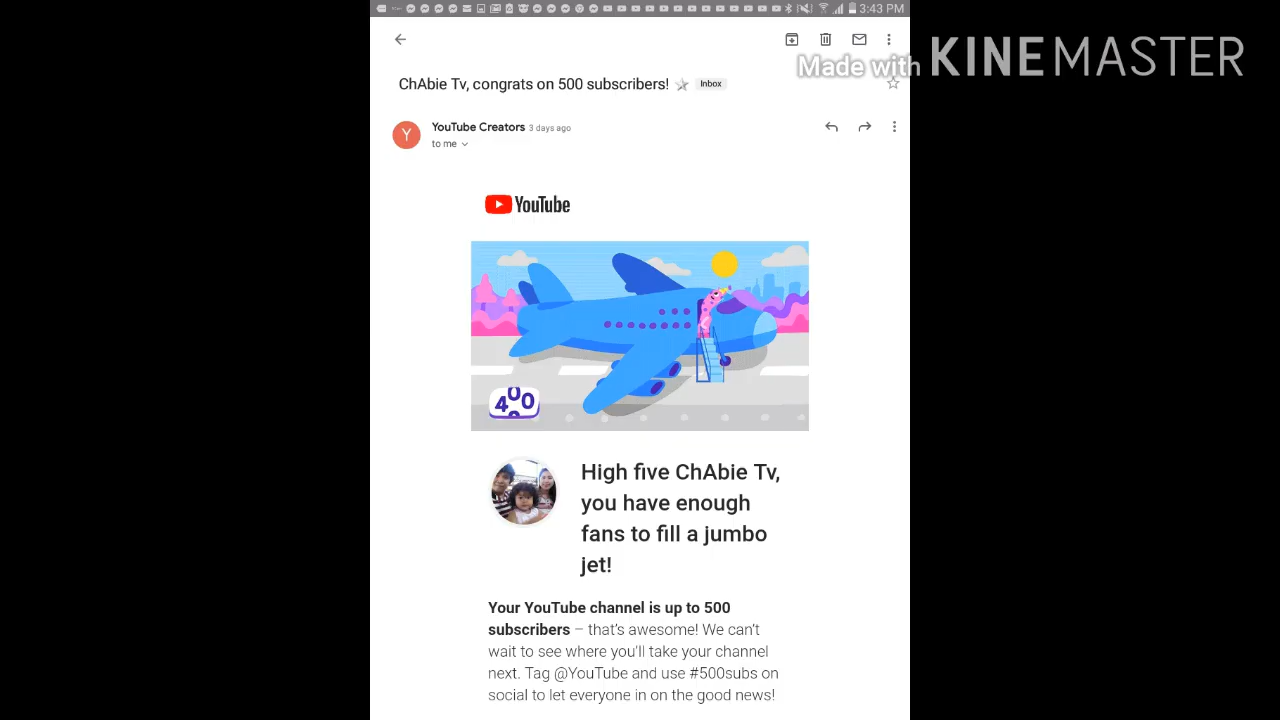 3:43 PM
Made with KINEMASTER
ChAbie Tv, congrats on 500 subscribers!
Inbox
Y
YouTube Creators 3 days ago
to me
YouTube
400
High five ChAbie Tv,
you have enough
fans to fill a jumbo
jet!
Your YouTube channel is up to 500
subscribers – that's awesome! We can't
wait to see where you'll take your channel
next. Tag @YouTube and use #500subs on
social to let everyone in on the good news!